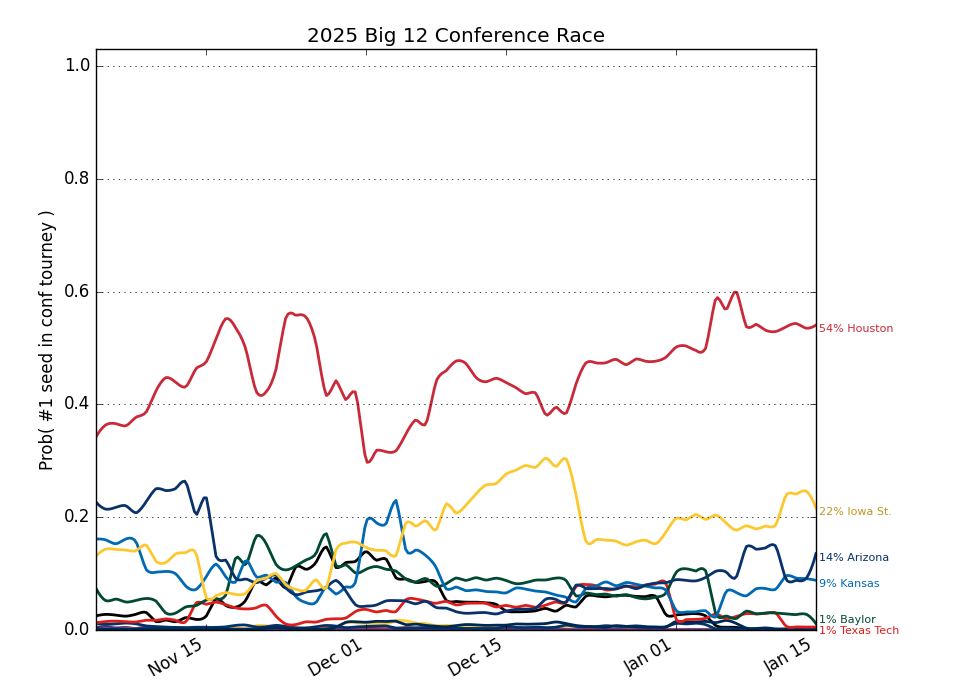 2025 Big 12 Conference Race
Prob( #1 seed in conf tourney )
1.0
0.8
0.6
0.4
0.2
0.0
54% Houston
22% Iowa St.
14% Arizona
9% Kansas
1% Baylor
1% Texas Tech
Nov 15
Dec 01
Dec 15
Jan 01
Jan 15